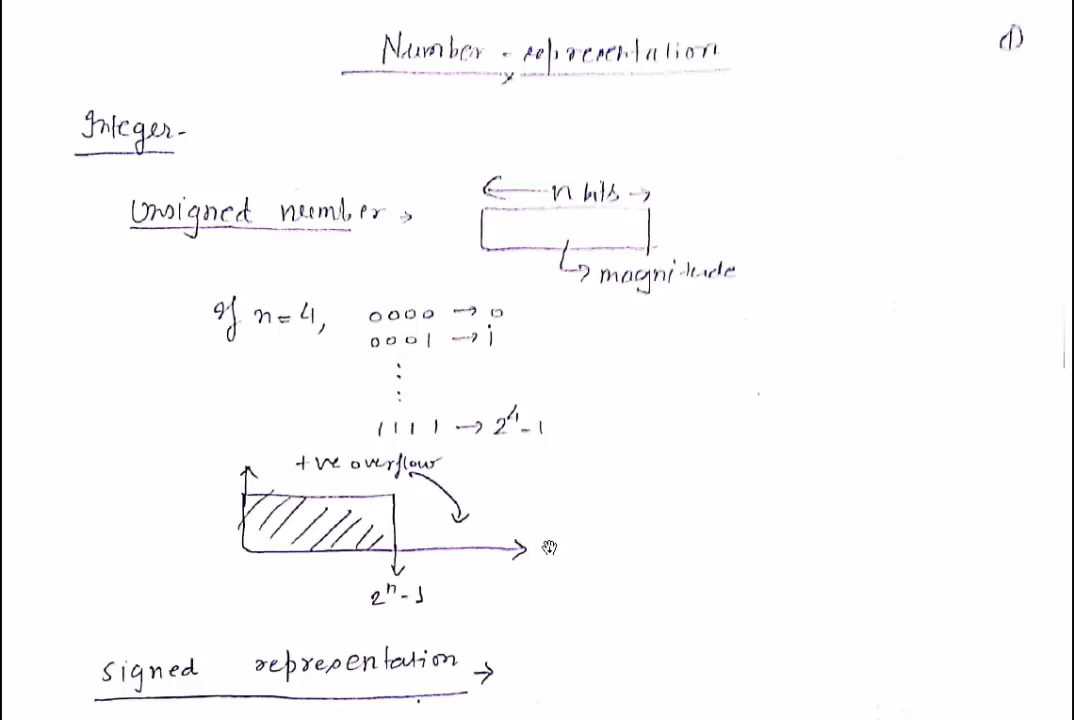 Number - representation
(1)
Integer -
Unsigned number →
← n bits →
→ magnitude
If n = 4,
0000 → 0
0001 → 1
1111 → 2⁴ - 1
+ve overflow
2ⁿ - 1
signed representation →